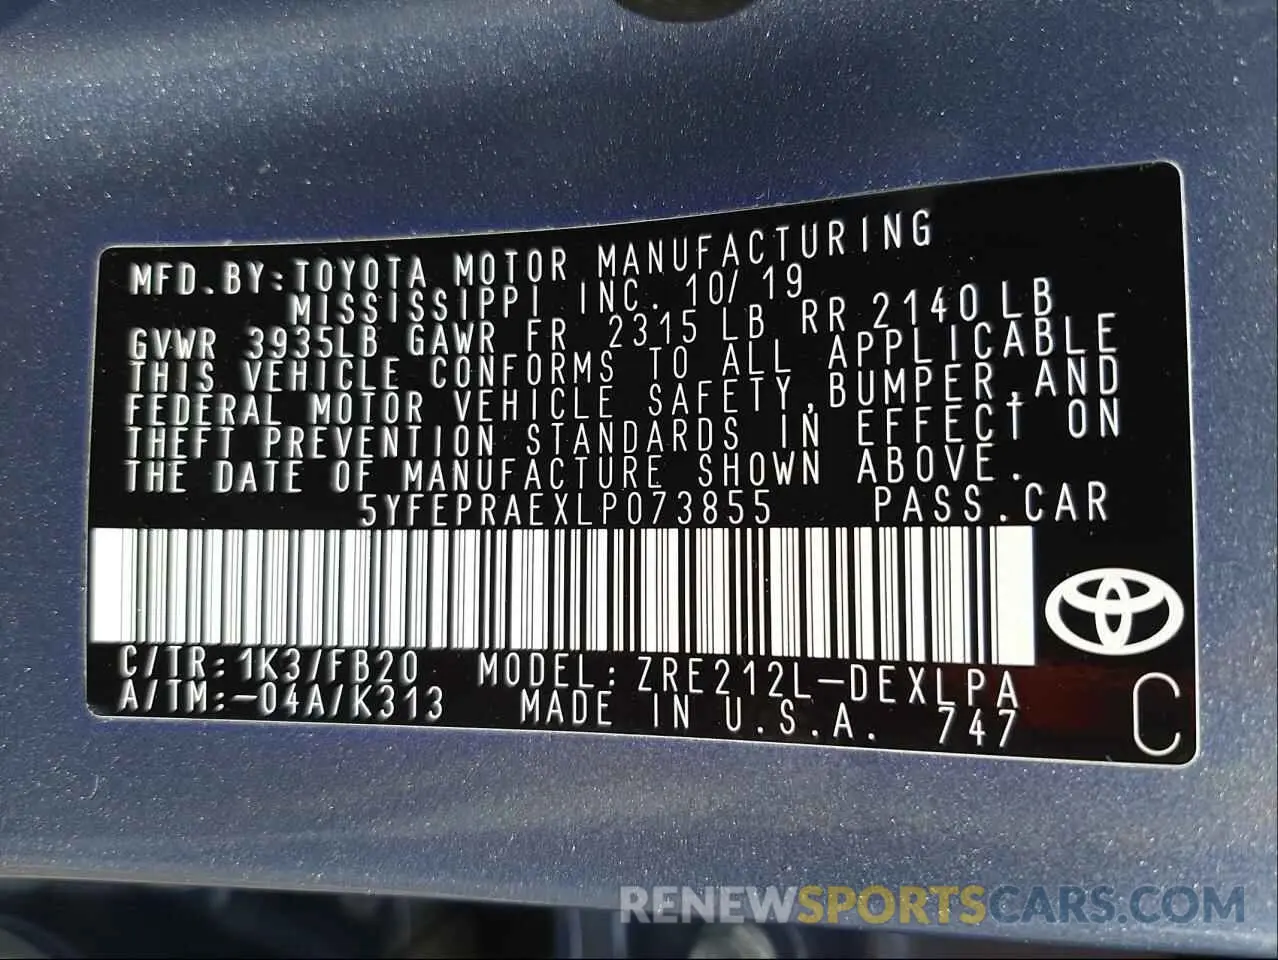 MFD.BY:TOYOTA MOTOR MANUFACTURING
MISSISSIPPI INC. 10/19
GVWR 3935LB GAWR FR 2315LB RR 2140LB
THIS VEHICLE CONFORMS TO ALL APPLICABLE
FEDERAL MOTOR VEHICLE SAFETY,BUMPER,AND
THEFT PREVENTION STANDARDS IN EFFECT ON
THE DATE OF MANUFACTURE SHOWN ABOVE.
5YFEPRAEXLP073855 PASS.CAR
C/TR:1K3/FB20 MODEL:ZRE212L-DEXLPA
A/TM:-04A/K313 MADE IN U.S.A. 747
C
RENEWSPORTSCARS.COM